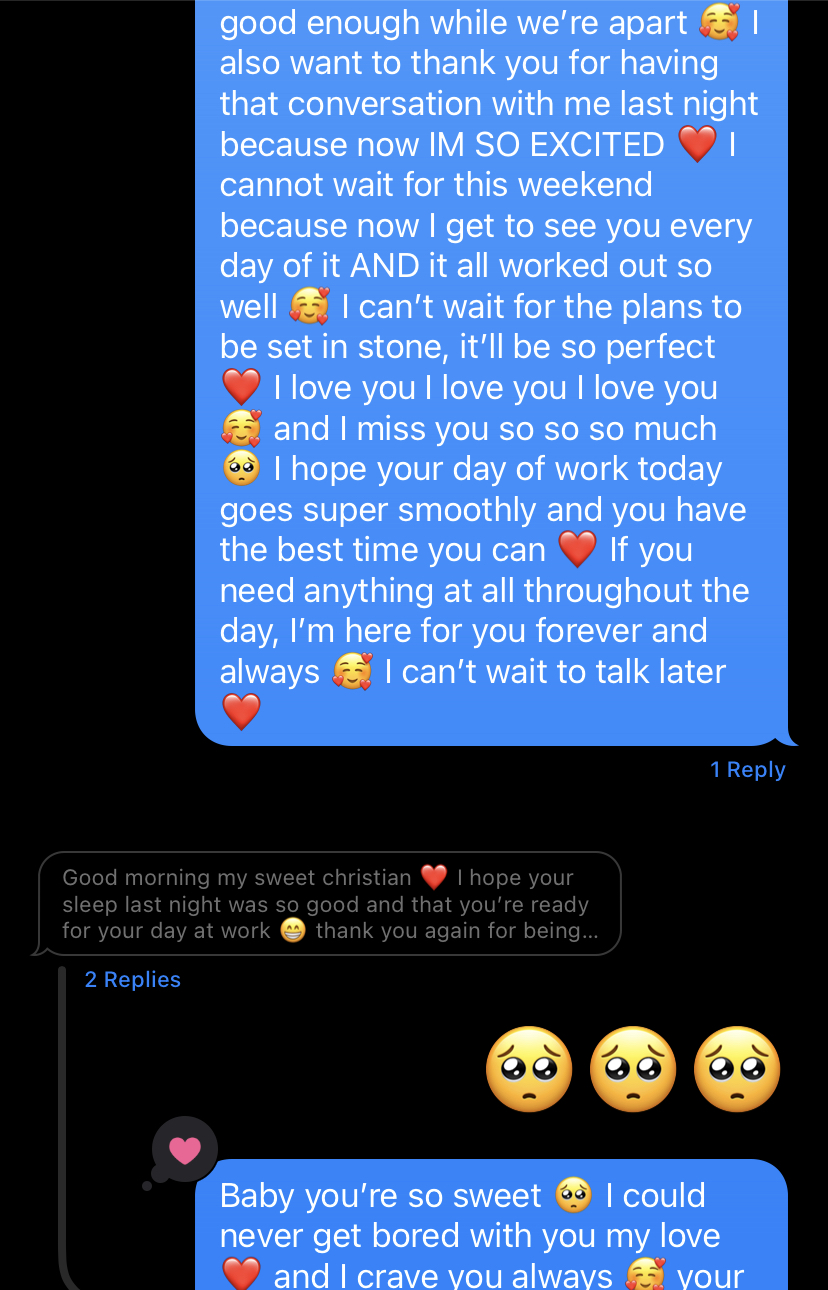 good enough while we’re apart 🥰 I
also want to thank you for having
that conversation with me last night
because now IM SO EXCITED ❤️ I
cannot wait for this weekend
because now I get to see you every
day of it AND it all worked out so
well 🥰 I can’t wait for the plans to
be set in stone, it’ll be so perfect
❤️ I love you I love you I love you
🥰 and I miss you so so so much
🥺 I hope your day of work today
goes super smoothly and you have
the best time you can ❤️ If you
need anything at all throughout the
day, I’m here for you forever and
always 🥰 I can’t wait to talk later
❤️
1 Reply
Good morning my sweet christian ❤️ I hope your
sleep last night was so good and that you’re ready
for your day at work 😁 thank you again for being...
2 Replies
🥺🥺🥺
Baby you’re so sweet 🥺 I could
never get bored with you my love
❤️ and I crave you always 🥰 your